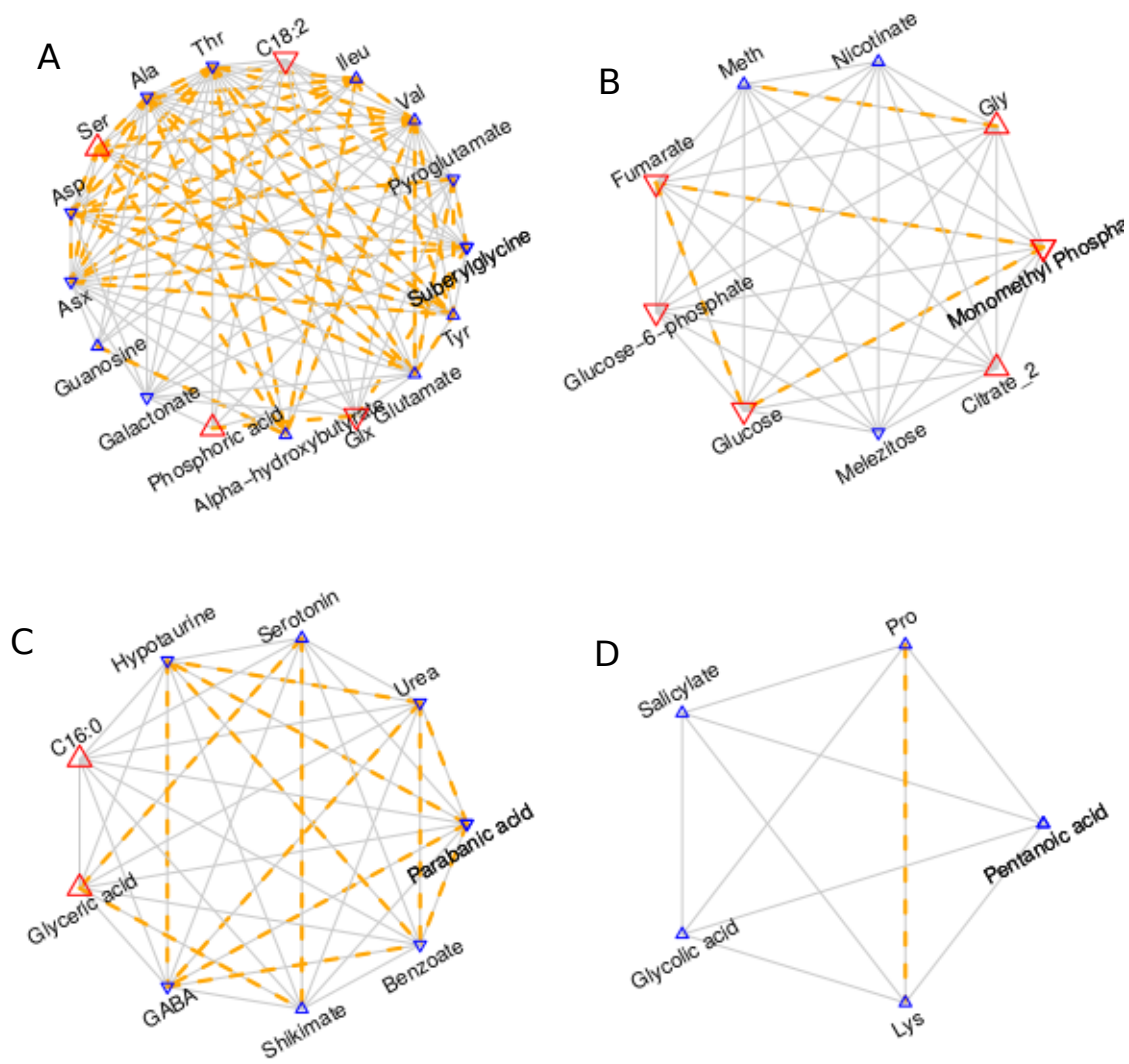 A
C18:2
Thr
Ileu
Ala
Val
Ser
Pyroglutamate
Asp
Suberylglycine
Asx
Tyr
Guanosine
Glutamate
Galactonate
Glx
Phosphoric acid
Alpha−hydroxybutyrate
B
Nicotinate
Meth
Gly
Fumarate
Monomethyl Phospha
Glucose−6−phosphate
Citrate_2
Glucose
Melezitose
C
Serotonin
Hypotaurine
Urea
C16:0
Parabanic acid
Glyceric acid
Benzoate
GABA
Shikimate
D
Pro
Salicylate
Pentanoic acid
Glycolic acid
Lys